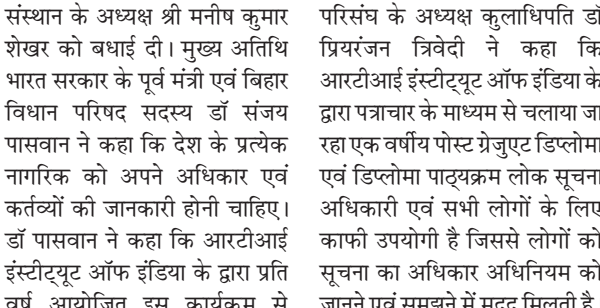 संस्थान के अध्यक्ष श्री मनीष कुमार
शेखर को बधाई दी। मुख्य अतिथि
भारत सरकार के पूर्व मंत्री एवं बिहार
विधान परिषद सदस्य डॉ संजय
पासवान ने कहा कि देश के प्रत्येक
नागरिक को अपने अधिकार एवं
कर्तव्यों की जानकारी होनी चाहिए।
डॉ पासवान ने कहा कि आरटीआई
इंस्टीट्यूट ऑफ इंडिया के द्वारा प्रति
वर्ष आयोजित इस कार्यक्रम से
परिसंघ के अध्यक्ष कुलाधिपति डॉ
प्रियरंजन त्रिवेदी ने कहा कि
आरटीआई इंस्टीट्यूट ऑफ इंडिया के
द्वारा पत्राचार के माध्यम से चलाया जा
रहा एक वर्षीय पोस्ट ग्रेजुएट डिप्लोमा
एवं डिप्लोमा पाठ्यक्रम लोक सूचना
अधिकारी एवं सभी लोगों के लिए
काफी उपयोगी है जिससे लोगों को
सूचना का अधिकार अधिनियम को
जानने एवं समझने में मदद मिलती है